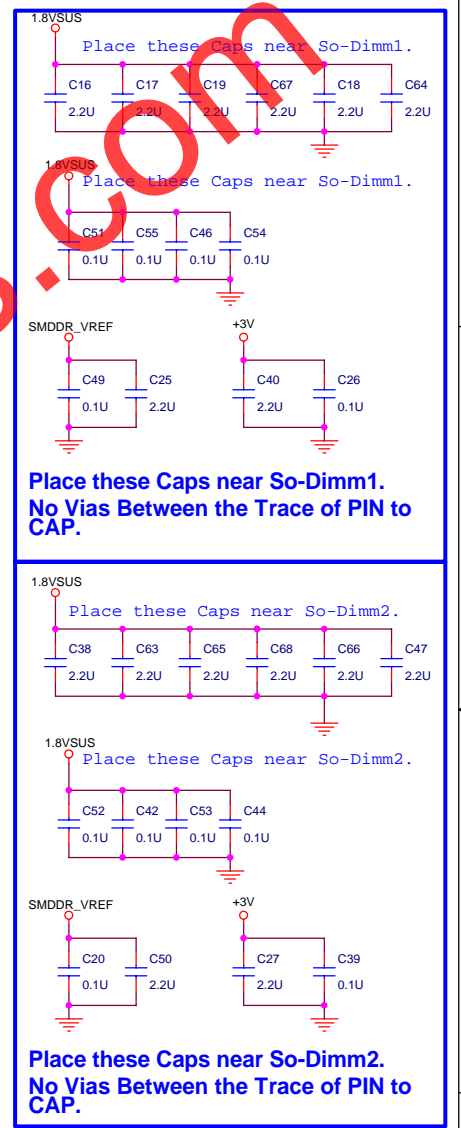 1.8VSUS
Place these Caps near So-Dimm1.
C16 C17 C19 C67 C18 C64
2.2U 2.2U 2.2U 2.2U 2.2U 2.2U
1.8VSUS
Place these Caps near So-Dimm1.
C51 C55 C46 C54
0.1U 0.1U 0.1U 0.1U
SMDDR_VREF +3V
C49 C25 C40 C26
0.1U 2.2U 2.2U 0.1U
Place these Caps near So-Dimm1.
No Vias Between the Trace of PIN to
CAP.
1.8VSUS
Place these Caps near So-Dimm2.
C38 C63 C65 C68 C66 C47
2.2U 2.2U 2.2U 2.2U 2.2U 2.2U
1.8VSUS
Place these Caps near So-Dimm2.
C52 C42 C53 C44
0.1U 0.1U 0.1U 0.1U
SMDDR_VREF +3V
C20 C50 C27 C39
0.1U 2.2U 2.2U 0.1U
Place these Caps near So-Dimm2.
No Vias Between the Trace of PIN to
CAP.
s.com